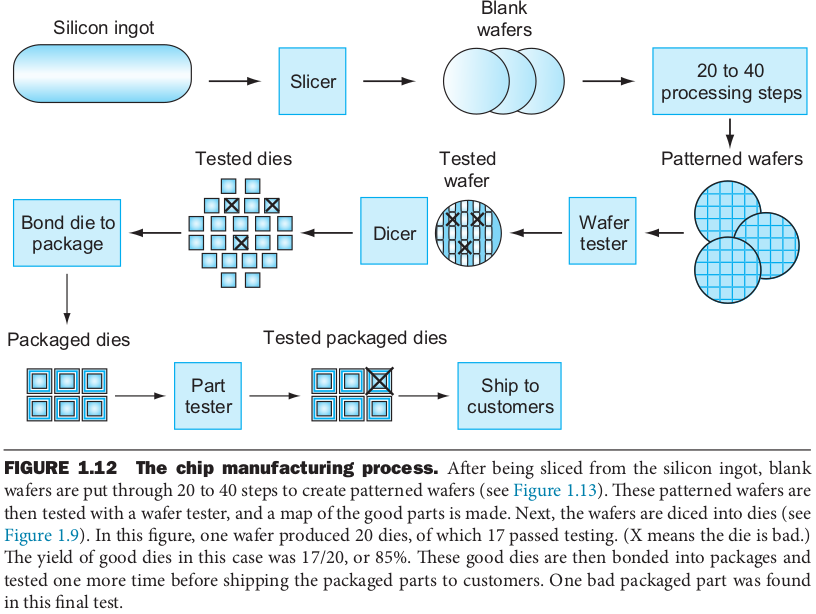 Silicon ingot
Slicer
Blank
wafers
20 to 40
processing steps
Patterned wafers
Wafer
tester
Tested
wafer
Dicer
Tested dies
Bond die to
package
Packaged dies
Part
tester
Tested packaged dies
Ship to
customers
FIGURE 1.12 The chip manufacturing process. After being sliced from the silicon ingot, blank
wafers are put through 20 to 40 steps to create patterned wafers (see Figure 1.13). These patterned wafers are
then tested with a wafer tester, and a map of the good parts is made. Next, the wafers are diced into dies (see
Figure 1.9). In this figure, one wafer produced 20 dies, of which 17 passed testing. (X means the die is bad.)
The yield of good dies in this case was 17/20, or 85%. These good dies are then bonded into packages and
tested one more time before shipping the packaged parts to customers. One bad packaged part was found
in this final test.